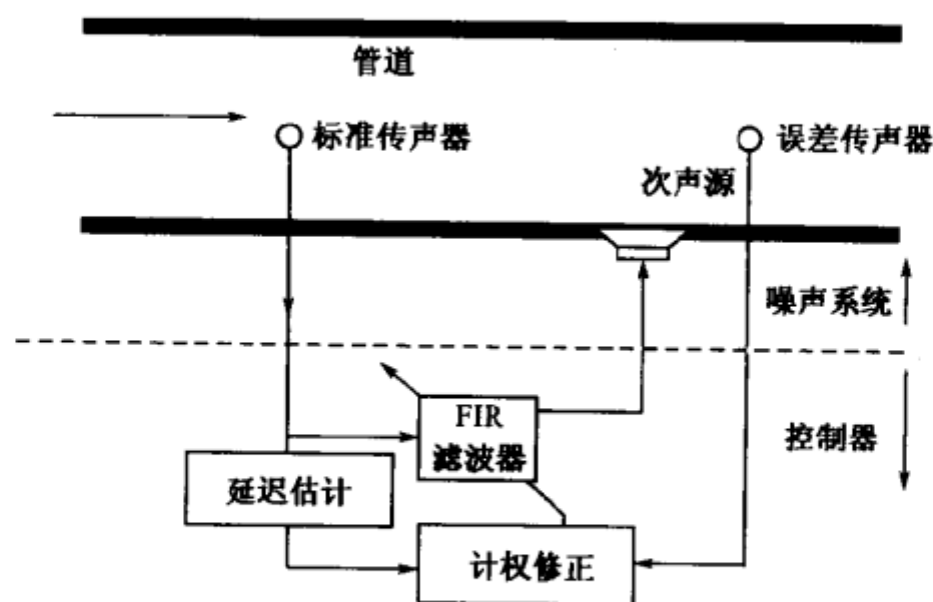 管道
标准传声器
误差传声器
次声源
噪声系统
FIR
滤波器
控制器
延迟估计
计权修正